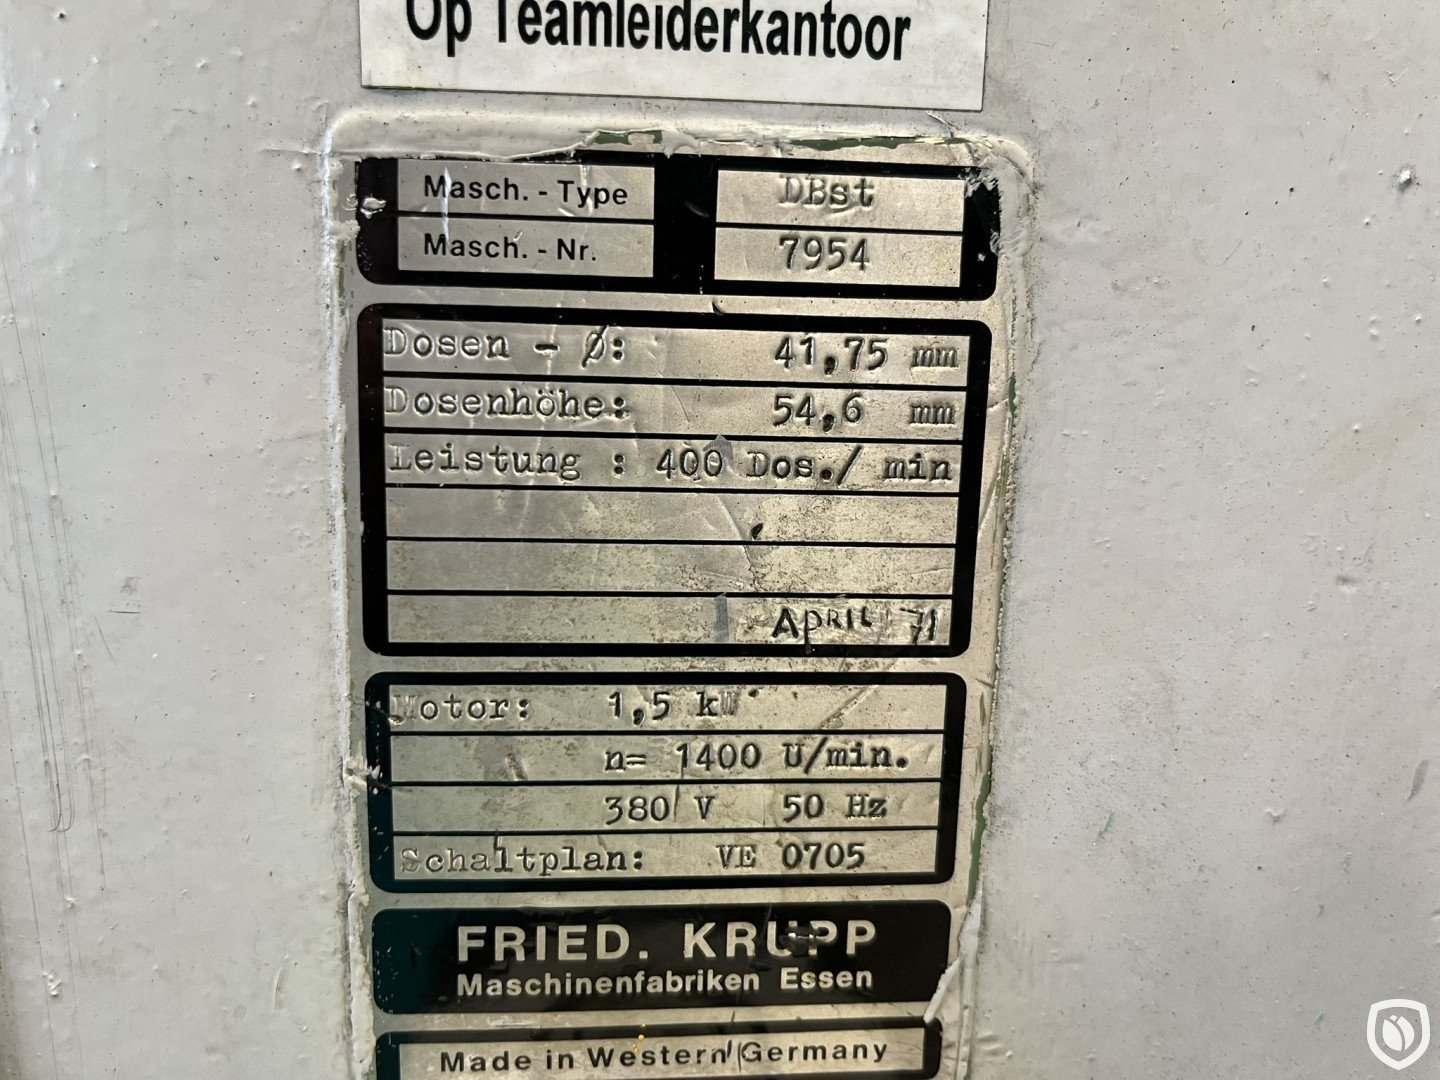 Op Teamleiderkantoor
Masch. - Type DBst
Masch. - Nr. 7954
Dosen - Ø: 41,75 mm
Dosenhöhe: 54,6 mm
Leistung : 400 Dos./ min
APRIL 71
Motor: 1,5 kW
n= 1400 U/min.
380 V 50 Hz
Schaltplan: VE 0705
FRIED. KRUPP
Maschinenfabriken Essen
Made in Western Germany